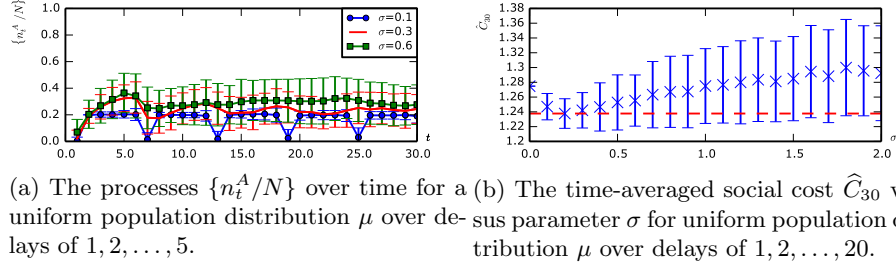 {n_t^A/N}
1.0
0.8
0.6
0.4
0.2
0.0
0.0 5.0 10.0 15.0 20.0 25.0 30.0
t
σ=0.1
σ=0.3
σ=0.6
Ĉ_30
1.38
1.36
1.34
1.32
1.30
1.28
1.26
1.24
1.22
0.0 0.5 1.0 1.5 2.0
σ
(a) The processes {n_t^A/N} over time for a
uniform population distribution μ over de-
lays of 1, 2, . . . , 5.
(b) The time-averaged social cost Ĉ_30 v
sus parameter σ for uniform population
tribution μ over delays of 1, 2, . . . , 20.